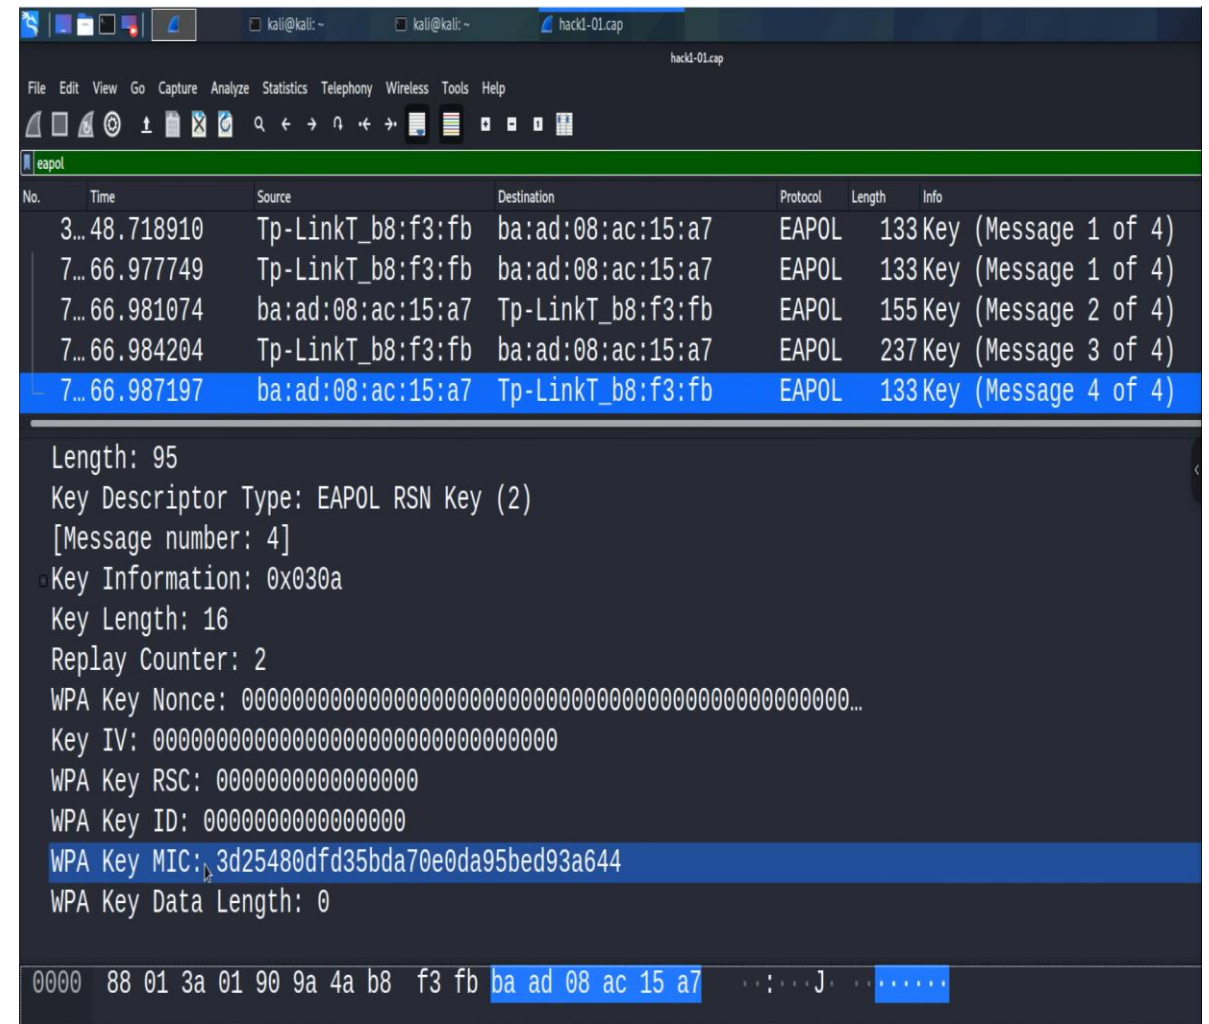 kali@kali: ~ kali@kali: ~ hack1-01.cap
hack1-01.cap
File Edit View Go Capture Analyze Statistics Telephony Wireless Tools Help
eapol
No. Time Source Destination Protocol Length Info
3… 48.718910 Tp-LinkT_b8:f3:fb ba:ad:08:ac:15:a7 EAPOL 133 Key (Message 1 of 4)
7… 66.977749 Tp-LinkT_b8:f3:fb ba:ad:08:ac:15:a7 EAPOL 133 Key (Message 1 of 4)
7… 66.981074 ba:ad:08:ac:15:a7 Tp-LinkT_b8:f3:fb EAPOL 155 Key (Message 2 of 4)
7… 66.984204 Tp-LinkT_b8:f3:fb ba:ad:08:ac:15:a7 EAPOL 237 Key (Message 3 of 4)
7… 66.987197 ba:ad:08:ac:15:a7 Tp-LinkT_b8:f3:fb EAPOL 133 Key (Message 4 of 4)
Length: 95
Key Descriptor Type: EAPOL RSN Key (2)
[Message number: 4]
Key Information: 0x030a
Key Length: 16
Replay Counter: 2
WPA Key Nonce: 000000000000000000000000000000000000000000000000…
Key IV: 00000000000000000000000000000000
WPA Key RSC: 0000000000000000
WPA Key ID: 0000000000000000
WPA Key MIC: 3d25480dfd35bda70e0da95bed93a644
WPA Key Data Length: 0
0000 88 01 3a 01 90 9a 4a b8 f3 fb ba ad 08 ac 15 a7 ··:···J· ········